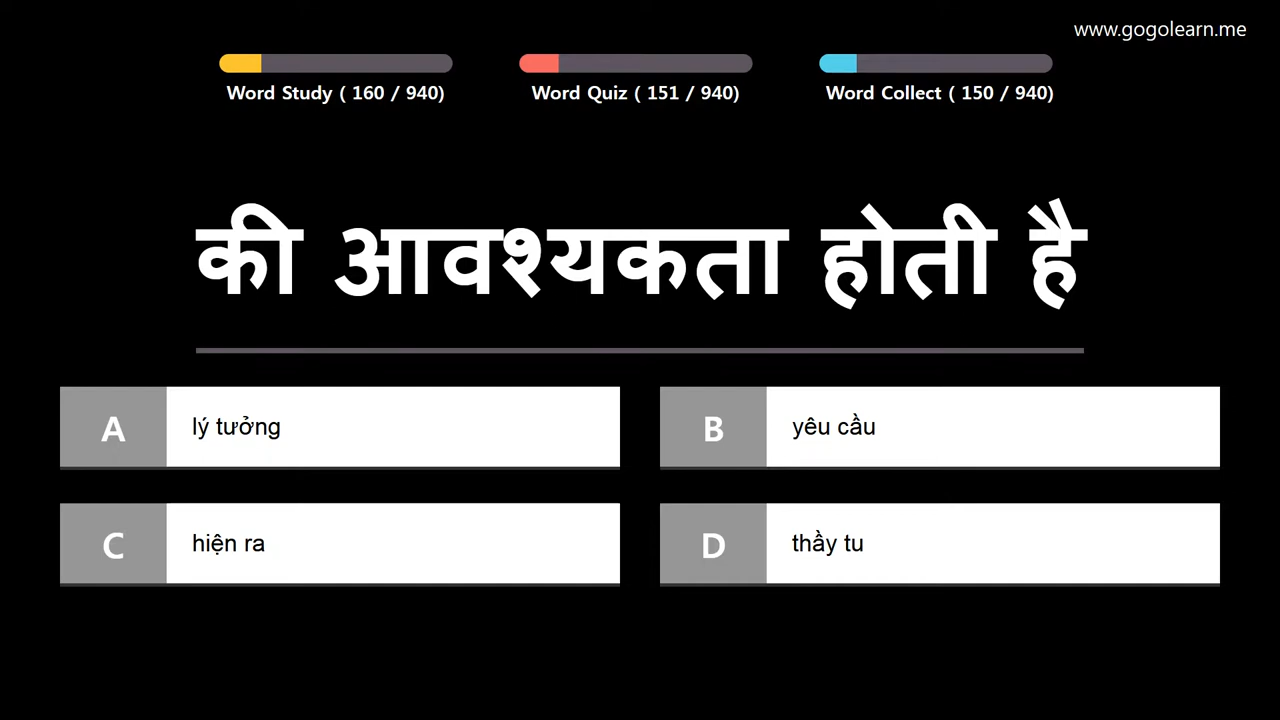 www.gogolearn.me
Word Study ( 160 / 940)
Word Quiz ( 151 / 940)
Word Collect ( 150 / 940)
की आवश्यकता होती है
A
lý tưởng
B
yêu cầu
C
hiện ra
D
thầy tu